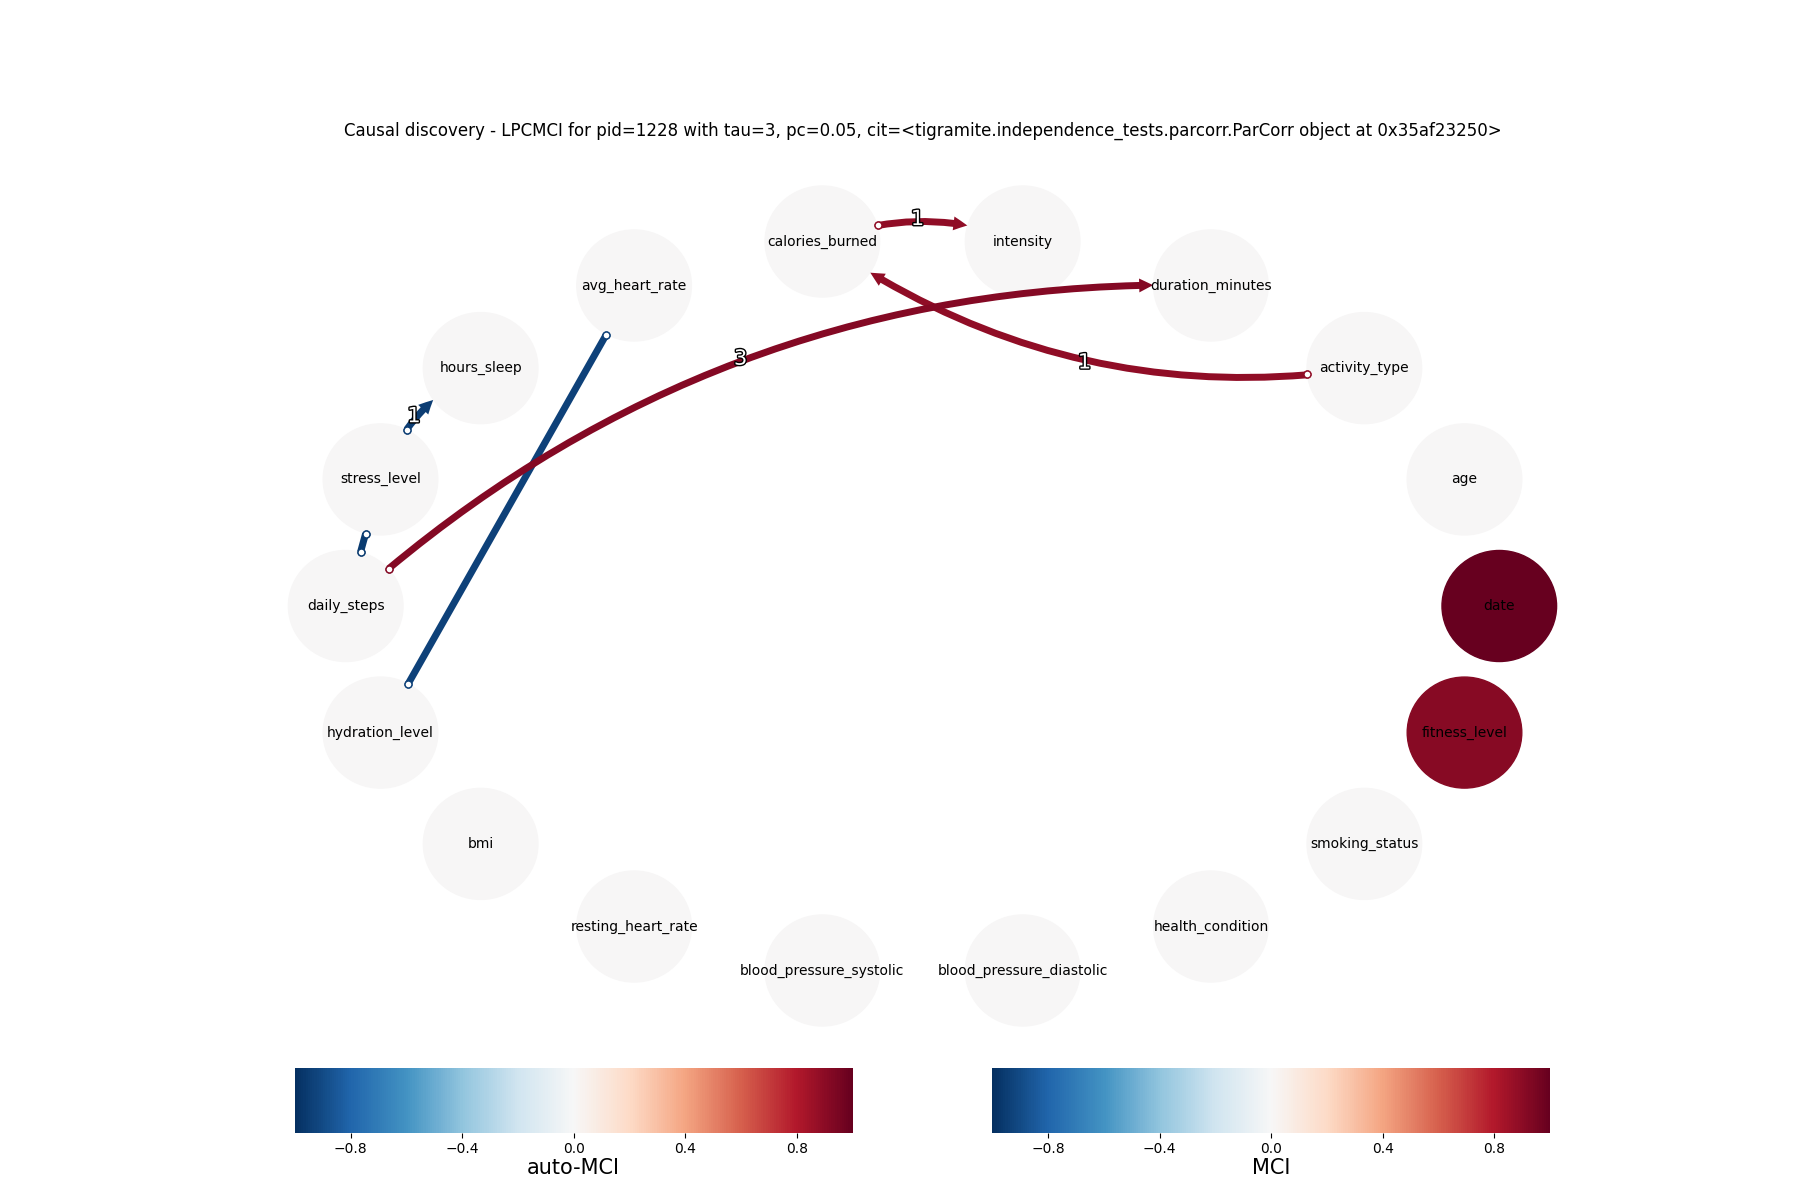 Causal discovery - LPCMCI for pid=1228 with tau=3, pc=0.05, cit=<tigramite.independence_tests.parcorr.ParCorr object at 0x35af23250>
1
calories_burned
intensity
avg_heart_rate
duration_minutes
3
1
hours_sleep
activity_type
1
stress_level
age
daily_steps
date
hydration_level
fitness_level
bmi
smoking_status
resting_heart_rate
health_condition
blood_pressure_systolic
blood_pressure_diastolic
−0.8 −0.4 0.0 0.4 0.8
auto-MCI
−0.8 −0.4 0.0 0.4 0.8
MCI